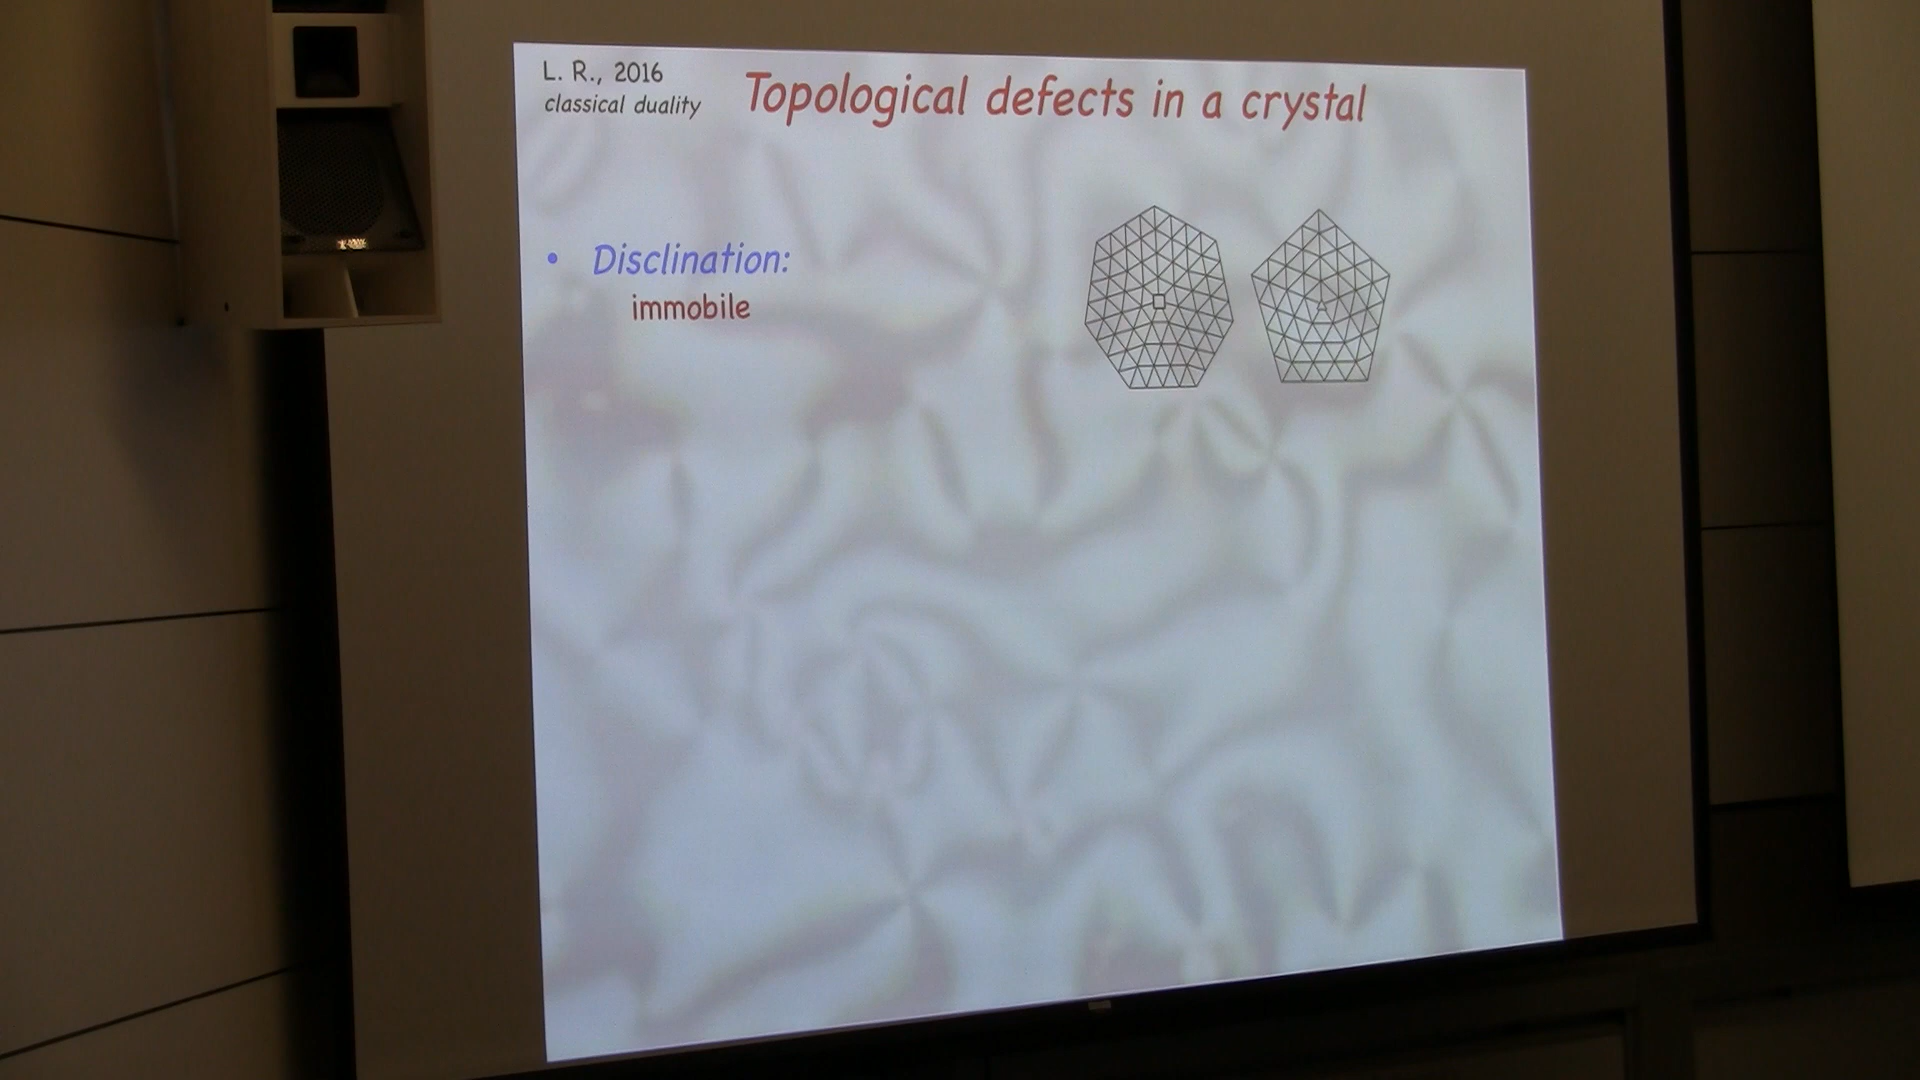 L. R., 2016
classical duality
Topological defects in a crystal
• Disclination:
immobile